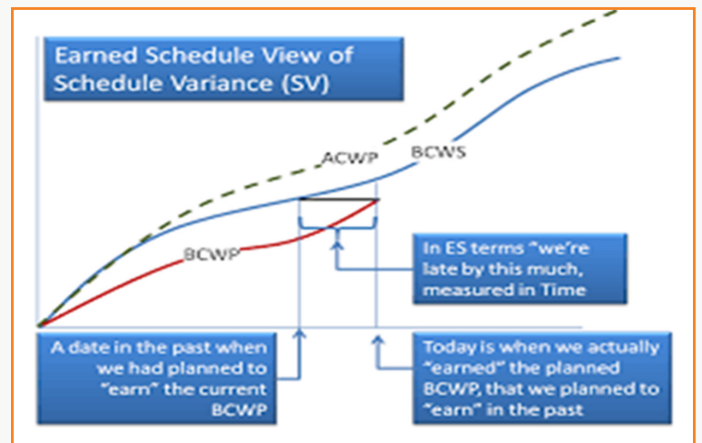 Earned Schedule View of
Schedule Variance (SV)
ACWP
BCWS
BCWP
In ES terms "we're
late by this much,
measured in Time
A date in the past when
we had planned to
"earn" the current
BCWP
Today is when we actually
"earned" the planned
BCWP, that we planned to
"earn" in the past